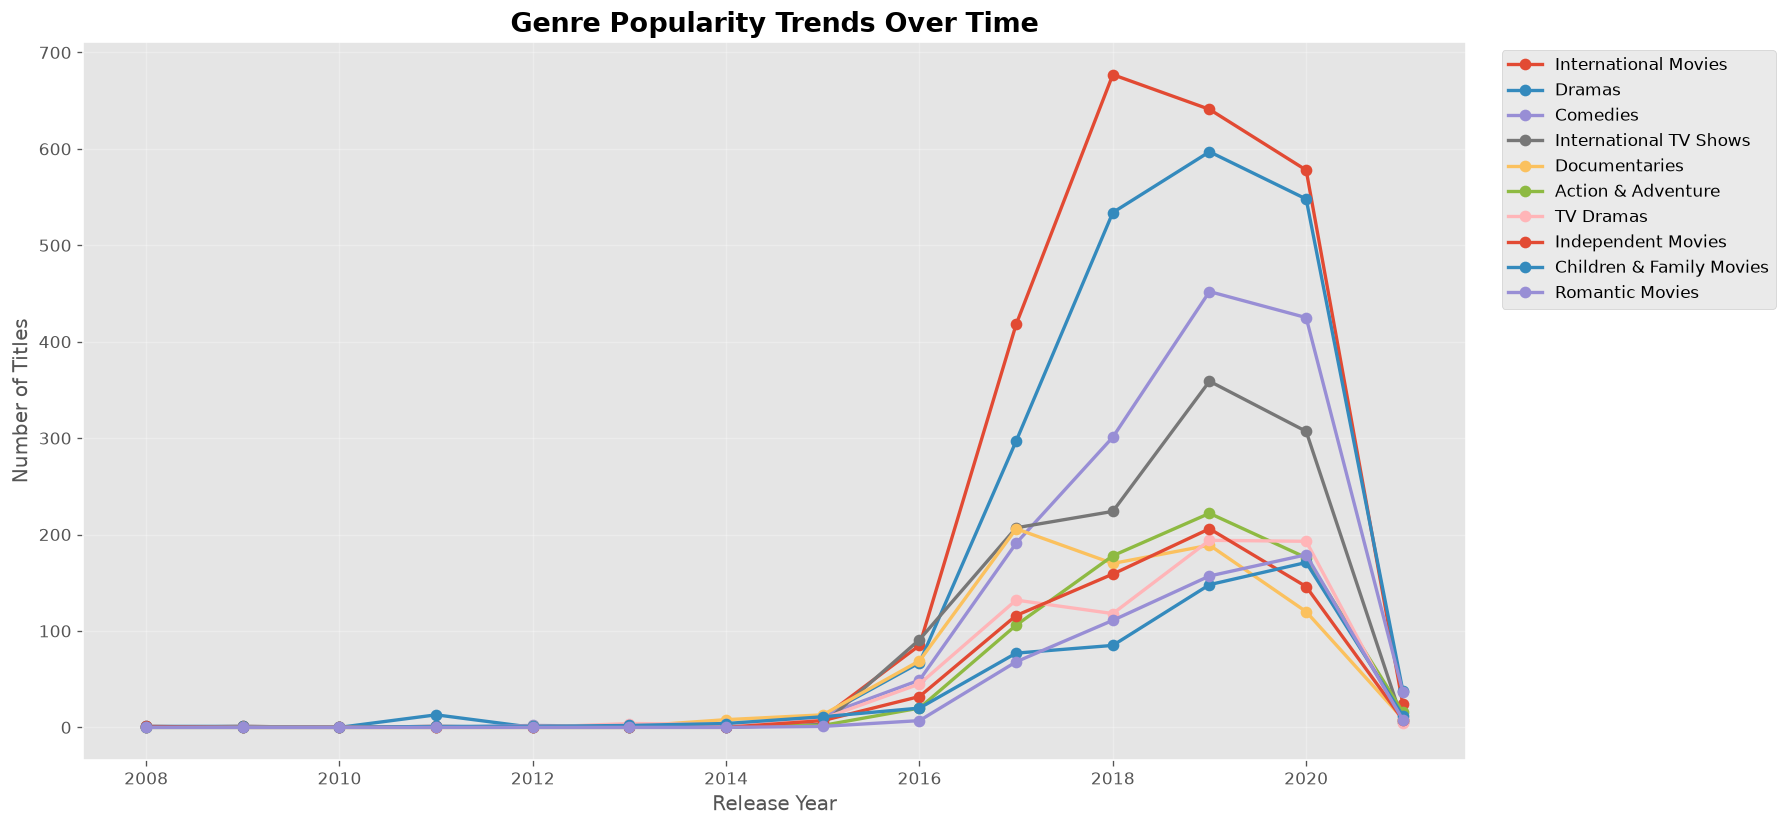 Genre Popularity Trends Over Time
700
600
500
400
300
200
100
0
Number of Titles
2008
2010
2012
2014
2016
2018
2020
Release Year
International Movies
Dramas
Comedies
International TV Shows
Documentaries
Action & Adventure
TV Dramas
Independent Movies
Children & Family Movies
Romantic Movies